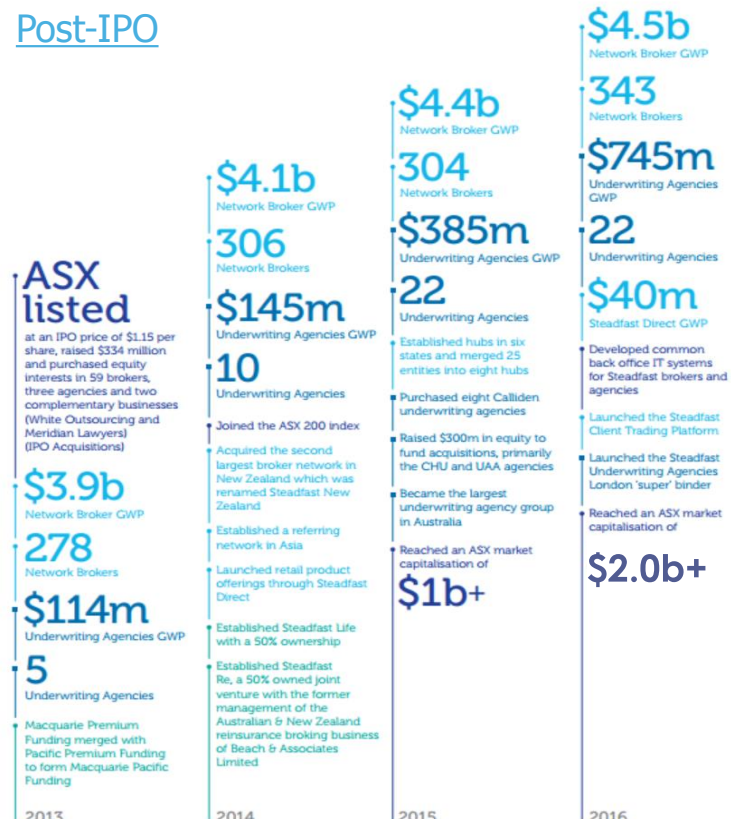 Post-IPO
ASX
listed
at an IPO price of $1.15 per
share, raised $334 million
and purchased equity
interests in 59 brokers,
three agencies and two
complementary businesses
(White Outsourcing and
Meridian Lawyers)
(IPO Acquisitions)
$3.9b
Network Broker GWP
278
Network Brokers
$114m
Underwriting Agencies GWP
5
Underwriting Agencies
Macquarie Premium
Funding merged with
Pacific Premium Funding
to form Macquarie Pacific
Funding
2013
$4.1b
Network Broker GWP
306
Network Brokers
$145m
Underwriting Agencies GWP
10
Underwriting Agencies
Joined the ASX 200 index
Acquired the second
largest broker network in
New Zealand which was
renamed Steadfast New
Zealand
Established a referring
network in Asia
Launched retail product
offerings through Steadfast
Direct
Established Steadfast Life
with a 50% ownership
Established Steadfast
Re, a 50% owned joint
venture with the former
management of the
Australian & New Zealand
reinsurance broking business
of Beach & Associates
Limited
2014
$4.4b
Network Broker GWP
304
Network Brokers
$385m
Underwriting Agencies GWP
22
Underwriting Agencies
Established hubs in six
states and merged 25
entities into eight hubs
Purchased eight Calliden
underwriting agencies
Raised $300m in equity to
fund acquisitions, primarily
the CHU and UAA agencies
Became the largest
underwriting agency group
in Australia
Reached an ASX market
capitalisation of
$1b+
2015
$4.5b
Network Broker GWP
343
Network Brokers
$745m
Underwriting Agencies
GWP
22
Underwriting Agencies
$40m
Steadfast Direct GWP
Developed common
back office IT systems
for Steadfast brokers and
agencies
Launched the Steadfast
Client Trading Platform
Launched the Steadfast
Underwriting Agencies
London 'super' binder
Reached an ASX market
capitalisation of
$2.0b+
2016